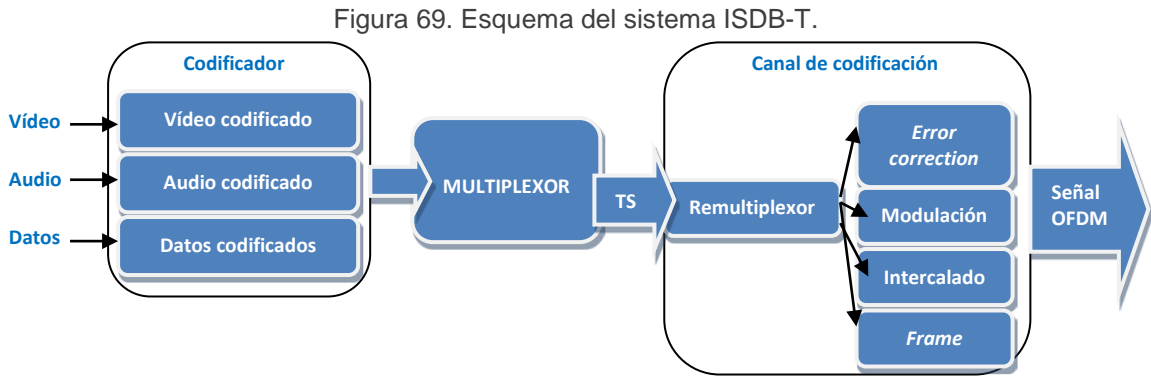 Figura 69. Esquema del sistema ISDB-T.
Codificador
Vídeo
Vídeo codificado
Audio
Audio codificado
Datos
Datos codificados
MULTIPLEXOR
TS
Canal de codificación
Remultiplexor
Error
correction
Modulación
Intercalado
Frame
Señal
OFDM